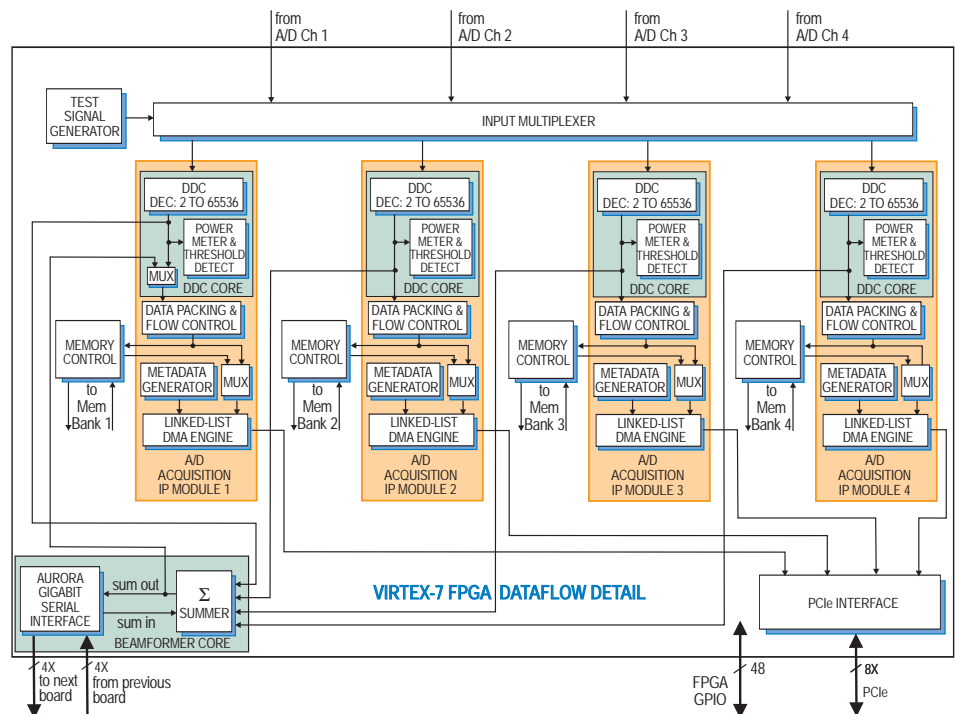 from
A/D Ch 1
from
A/D Ch 2
from
A/D Ch 3
from
A/D Ch 4
TEST
SIGNAL
GENERATOR
INPUT MULTIPLEXER
DDC
DEC: 2 TO 65536
POWER
METER &
THRESHOLD
DETECT
MUX
DDC CORE
DATA PACKING &
FLOW CONTROL
MEMORY
CONTROL
METADATA
GENERATOR
MUX
to
Mem
Bank 1
LINKED-LIST
DMA ENGINE
A/D
ACQUISITION
IP MODULE 1
DDC
DEC: 2 TO 65536
POWER
METER &
THRESHOLD
DETECT
DDC CORE
DATA PACKING &
FLOW CONTROL
MEMORY
CONTROL
METADATA
GENERATOR
MUX
to
Mem
Bank 2
LINKED-LIST
DMA ENGINE
A/D
ACQUISITION
IP MODULE 2
DDC
DEC: 2 TO 65536
POWER
METER &
THRESHOLD
DETECT
DDC CORE
DATA PACKING &
FLOW CONTROL
MEMORY
CONTROL
METADATA
GENERATOR
MUX
to
Mem
Bank 3
LINKED-LIST
DMA ENGINE
A/D
ACQUISITION
IP MODULE 3
DDC
DEC: 2 TO 65536
POWER
METER &
THRESHOLD
DETECT
DDC CORE
DATA PACKING &
FLOW CONTROL
MEMORY
CONTROL
METADATA
GENERATOR
MUX
to
Mem
Bank 4
LINKED-LIST
DMA ENGINE
A/D
ACQUISITION
IP MODULE 4
AURORA
GIGABIT
SERIAL
INTERFACE
sum out
sum in
Σ
SUMMER
BEAMFORMER CORE
VIRTEX-7 FPGA DATAFLOW DETAIL
PCIe INTERFACE
4X
to next
board
4X
from previous
board
48
FPGA
GPIO
8X
PCIe